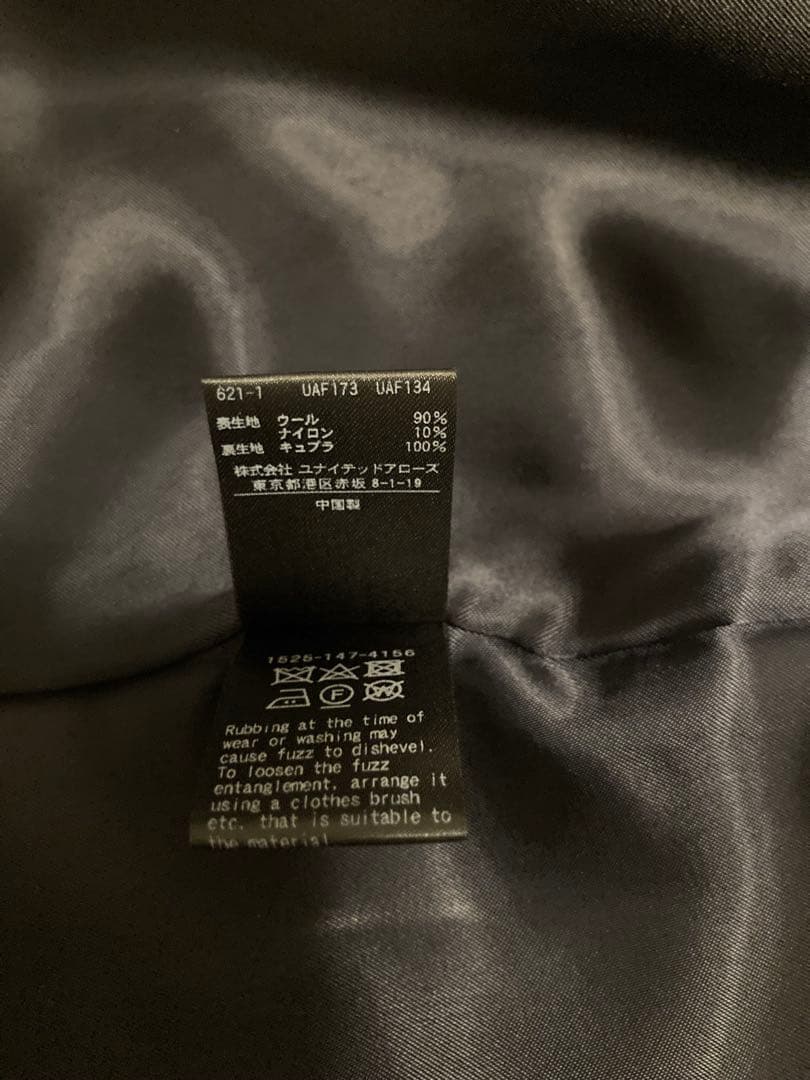 621-1 UAF173 UAF134
表生地 ウール 90%
ナイロン 10%
裏生地 キュプラ 100%
株式会社 ユナイテッドアローズ
東京都港区赤坂 8-1-19
中国製
1525-147-4156
F
W
Rubbing at the time of
wear or washing may
cause fuzz to dishevel.
To loosen the fuzz
entanglement, arrange it
using a clothes brush
etc. that is suitable to
the material